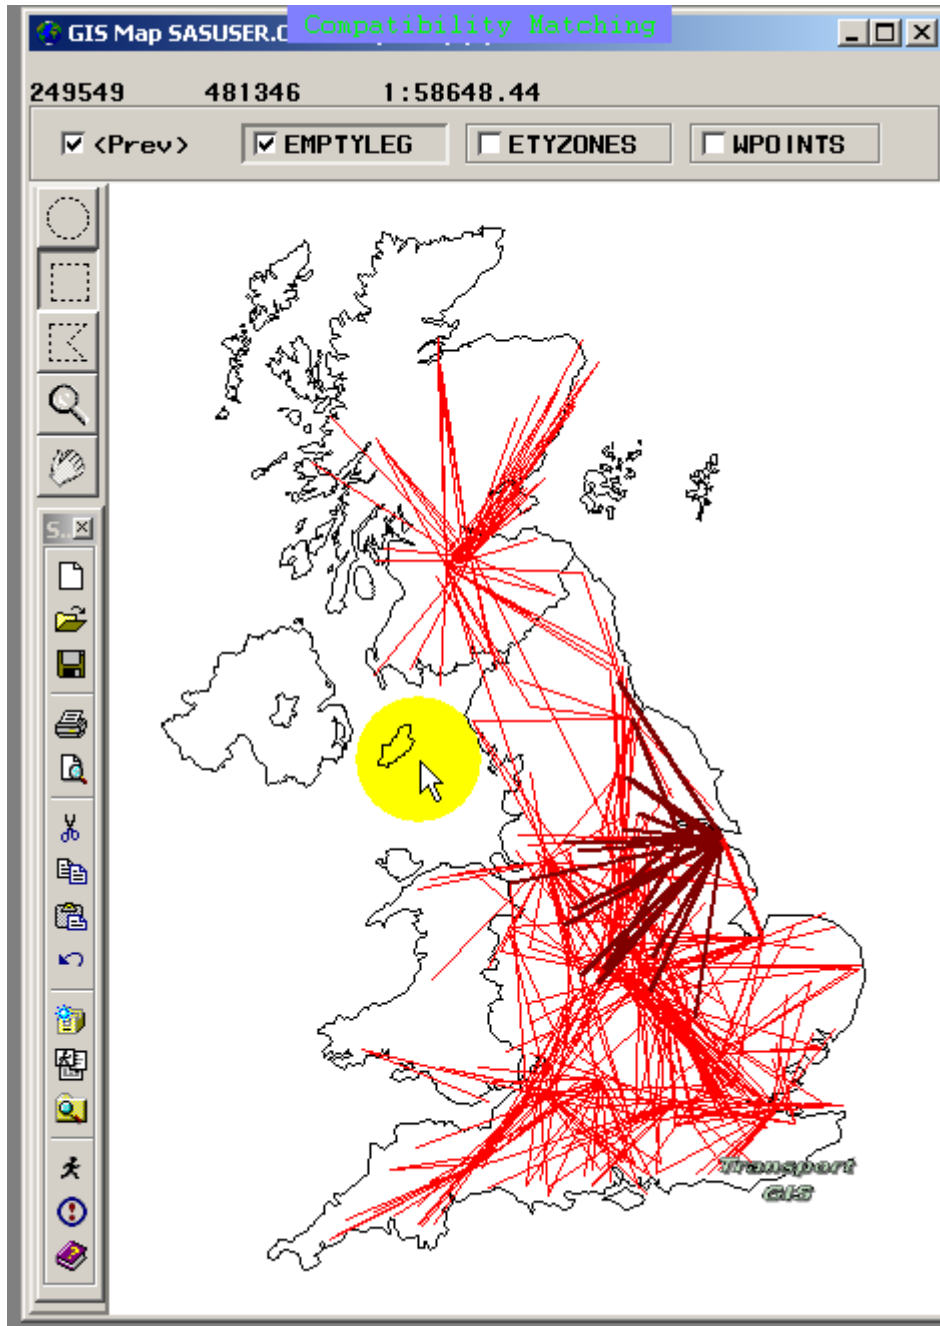 Compatibility Matching
GIS Map SASUSER.C
249549 481346 1:58648.44
<Prev> EMPTYLEG ETYZONES WPOINTS
S..
Transport
GIS